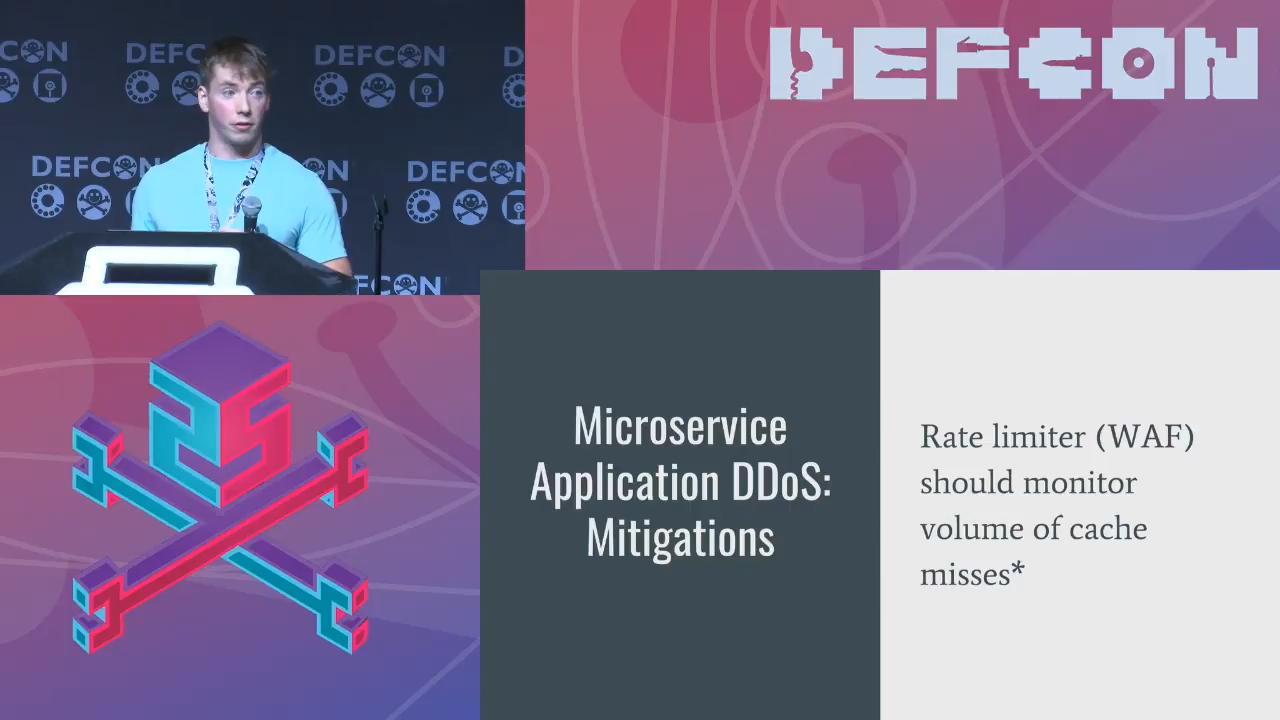 DEFCON
DEFCON
DEFCON
DEFCON
DEFCON
DEFCON
Microservice
Application DDoS:
Mitigations
Rate limiter (WAF)
should monitor
volume of cache
misses*